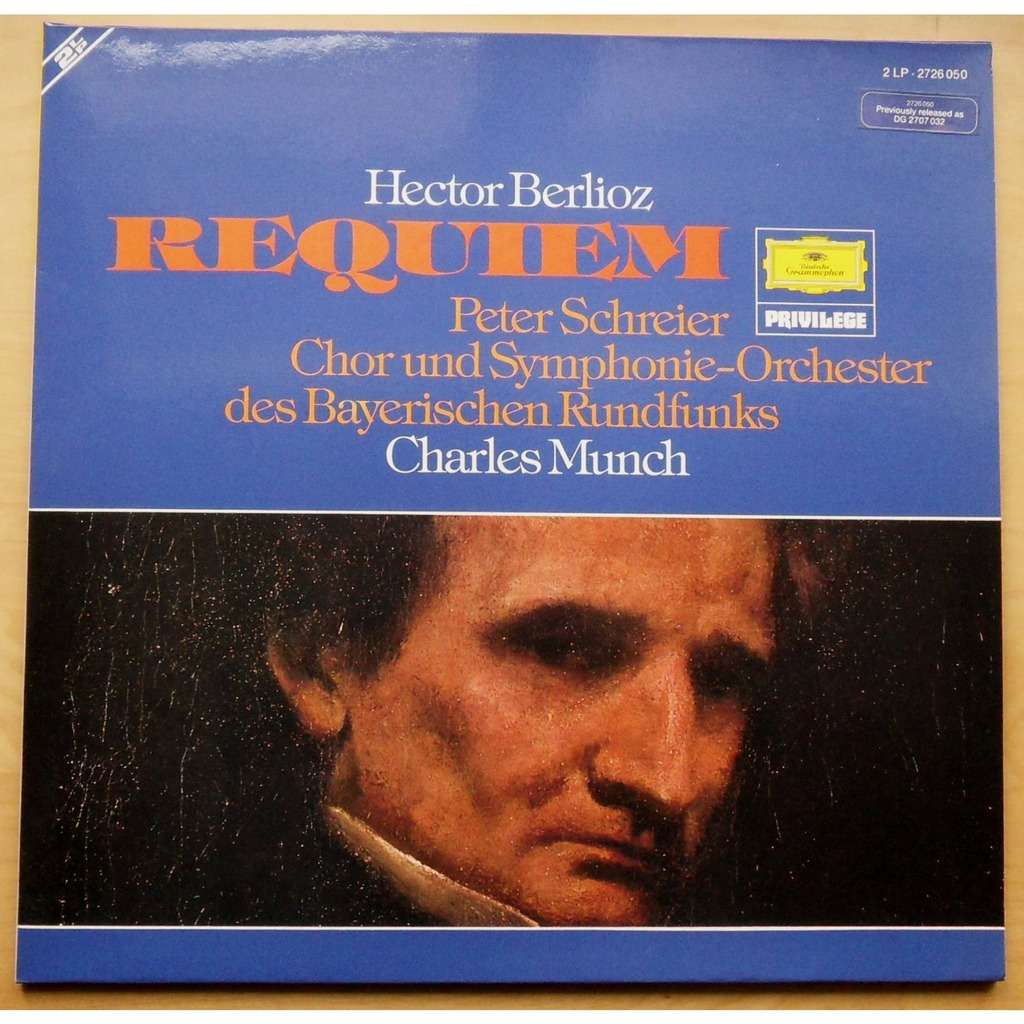 2LP
2 LP · 2726 050
2726 050
Previously released as
DG 2707 032
Hector Berlioz
REQUIEM
Deutsche
Grammophon
PRIVILEGE
Peter Schreier
Chor und Symphonie-Orchester
des Bayerischen Rundfunks
Charles Munch